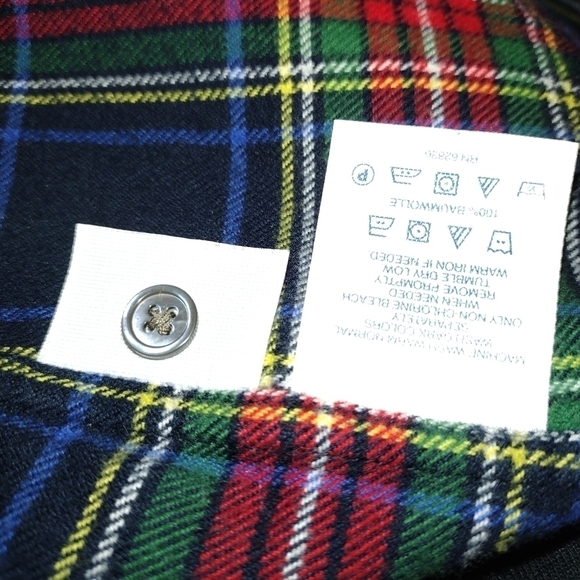 MACHINE WASH WARM NORMAL
WASH DARK COLORS
SEPARATELY
ONLY NON-CHLORINE BLEACH
WHEN NEEDED
REMOVE PROMPTLY
TUMBLE DRY LOW
WARM IRON IF NEEDED
100% BAUMWOLLE
P
RN 62830